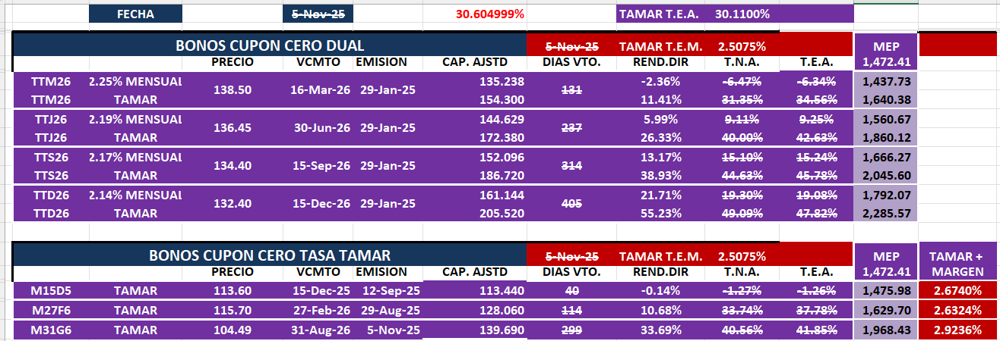 FECHA 5-Nov-25 30.604999% TAMAR T.E.A. 30.1100%
BONOS CUPON CERO DUAL 5-Nov-25 TAMAR T.E.M. 2.5075% MEP
PRECIO VCMTO EMISION CAP. AJSTD DIAS VTO. REND.DIR T.N.A. T.E.A. 1,472.41
TTM26 2.25% MENSUAL 135.238 -2.36% -6.47% -6.34% 1,437.73
138.50 16-Mar-26 29-Jan-25 131
TTM26 TAMAR 154.300 11.41% 31.35% 34.56% 1,640.38
TTJ26 2.19% MENSUAL 144.629 5.99% 9.11% 9.25% 1,560.67
136.45 30-Jun-26 29-Jan-25 237
TTJ26 TAMAR 172.380 26.33% 40.00% 42.63% 1,860.12
TTS26 2.17% MENSUAL 152.096 13.17% 15.10% 15.24% 1,666.27
134.40 15-Sep-26 29-Jan-25 314
TTS26 TAMAR 186.720 38.93% 44.63% 45.78% 2,045.60
TTD26 2.14% MENSUAL 161.144 21.71% 19.30% 19.08% 1,792.07
132.40 15-Dec-26 29-Jan-25 405
TTD26 TAMAR 205.520 55.23% 49.09% 47.82% 2,285.57
BONOS CUPON CERO TASA TAMAR 5-Nov-25 TAMAR T.E.M. 2.5075% MEP TAMAR +
PRECIO VCMTO EMISION CAP. AJSTD DIAS VTO. REND.DIR T.N.A. T.E.A. 1,472.41 MARGEN
M15D5 TAMAR 113.60 15-Dec-25 12-Sep-25 113.440 40 -0.14% -1.27% -1.26% 1,475.98 2.6740%
M27F6 TAMAR 115.70 27-Feb-26 29-Aug-25 128.060 114 10.68% 33.74% 37.78% 1,629.70 2.6324%
M31G6 TAMAR 104.49 31-Aug-26 5-Nov-25 139.690 299 33.69% 40.56% 41.85% 1,968.43 2.9236%